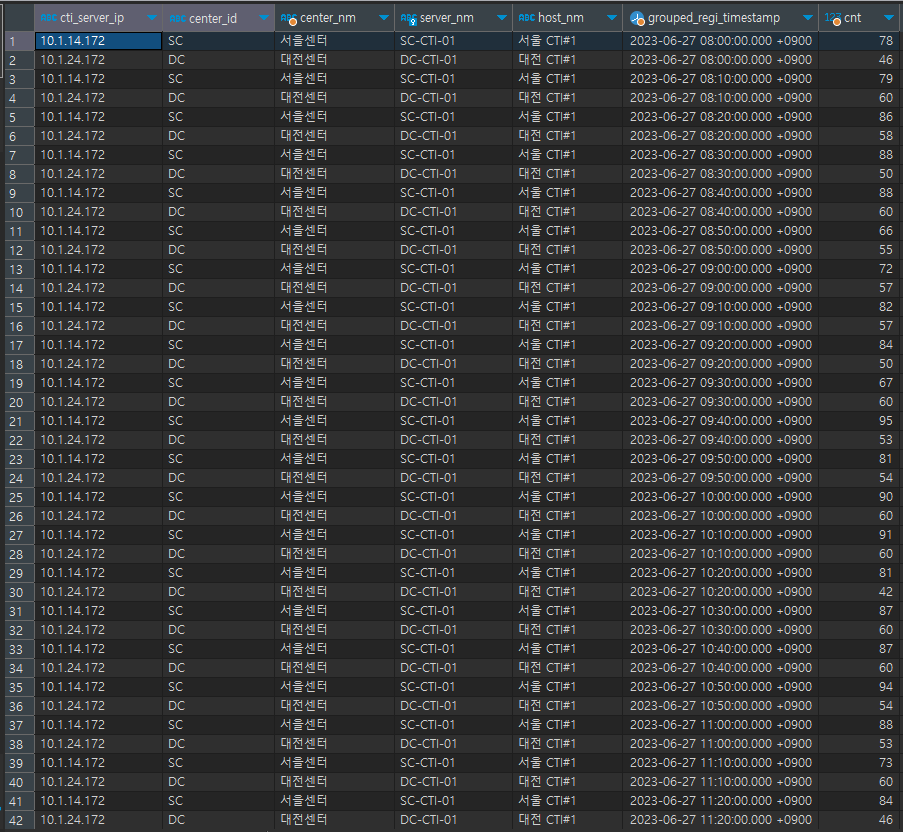 cti_server_ip center_id center_nm server_nm host_nm grouped_regi_timestamp 123 cnt
1 10.1.14.172 SC 서울센터 SC-CTI-01 서울 CTI#1 2023-06-27 08:00:00.000 +0900 78
2 10.1.24.172 DC 대전센터 DC-CTI-01 대전 CTI#1 2023-06-27 08:00:00.000 +0900 46
3 10.1.14.172 SC 서울센터 SC-CTI-01 서울 CTI#1 2023-06-27 08:10:00.000 +0900 79
4 10.1.24.172 DC 대전센터 DC-CTI-01 대전 CTI#1 2023-06-27 08:10:00.000 +0900 60
5 10.1.14.172 SC 서울센터 SC-CTI-01 서울 CTI#1 2023-06-27 08:20:00.000 +0900 86
6 10.1.24.172 DC 대전센터 DC-CTI-01 대전 CTI#1 2023-06-27 08:20:00.000 +0900 58
7 10.1.14.172 SC 서울센터 SC-CTI-01 서울 CTI#1 2023-06-27 08:30:00.000 +0900 88
8 10.1.24.172 DC 대전센터 DC-CTI-01 대전 CTI#1 2023-06-27 08:30:00.000 +0900 50
9 10.1.14.172 SC 서울센터 SC-CTI-01 서울 CTI#1 2023-06-27 08:40:00.000 +0900 88
10 10.1.24.172 DC 대전센터 DC-CTI-01 대전 CTI#1 2023-06-27 08:40:00.000 +0900 60
11 10.1.14.172 SC 서울센터 SC-CTI-01 서울 CTI#1 2023-06-27 08:50:00.000 +0900 66
12 10.1.24.172 DC 대전센터 DC-CTI-01 대전 CTI#1 2023-06-27 08:50:00.000 +0900 55
13 10.1.14.172 SC 서울센터 SC-CTI-01 서울 CTI#1 2023-06-27 09:00:00.000 +0900 72
14 10.1.24.172 DC 대전센터 DC-CTI-01 대전 CTI#1 2023-06-27 09:00:00.000 +0900 57
15 10.1.14.172 SC 서울센터 SC-CTI-01 서울 CTI#1 2023-06-27 09:10:00.000 +0900 82
16 10.1.24.172 DC 대전센터 DC-CTI-01 대전 CTI#1 2023-06-27 09:10:00.000 +0900 57
17 10.1.14.172 SC 서울센터 SC-CTI-01 서울 CTI#1 2023-06-27 09:20:00.000 +0900 84
18 10.1.24.172 DC 대전센터 DC-CTI-01 대전 CTI#1 2023-06-27 09:20:00.000 +0900 50
19 10.1.14.172 SC 서울센터 SC-CTI-01 서울 CTI#1 2023-06-27 09:30:00.000 +0900 67
20 10.1.24.172 DC 대전센터 DC-CTI-01 대전 CTI#1 2023-06-27 09:30:00.000 +0900 60
21 10.1.14.172 SC 서울센터 SC-CTI-01 서울 CTI#1 2023-06-27 09:40:00.000 +0900 95
22 10.1.24.172 DC 대전센터 DC-CTI-01 대전 CTI#1 2023-06-27 09:40:00.000 +0900 53
23 10.1.14.172 SC 서울센터 SC-CTI-01 서울 CTI#1 2023-06-27 09:50:00.000 +0900 81
24 10.1.24.172 DC 대전센터 DC-CTI-01 대전 CTI#1 2023-06-27 09:50:00.000 +0900 54
25 10.1.14.172 SC 서울센터 SC-CTI-01 서울 CTI#1 2023-06-27 10:00:00.000 +0900 90
26 10.1.24.172 DC 대전센터 DC-CTI-01 대전 CTI#1 2023-06-27 10:00:00.000 +0900 60
27 10.1.14.172 SC 서울센터 SC-CTI-01 서울 CTI#1 2023-06-27 10:10:00.000 +0900 91
28 10.1.24.172 DC 대전센터 DC-CTI-01 대전 CTI#1 2023-06-27 10:10:00.000 +0900 60
29 10.1.14.172 SC 서울센터 SC-CTI-01 서울 CTI#1 2023-06-27 10:20:00.000 +0900 81
30 10.1.24.172 DC 대전센터 DC-CTI-01 대전 CTI#1 2023-06-27 10:20:00.000 +0900 42
31 10.1.14.172 SC 서울센터 SC-CTI-01 서울 CTI#1 2023-06-27 10:30:00.000 +0900 87
32 10.1.24.172 DC 대전센터 DC-CTI-01 대전 CTI#1 2023-06-27 10:30:00.000 +0900 60
33 10.1.14.172 SC 서울센터 SC-CTI-01 서울 CTI#1 2023-06-27 10:40:00.000 +0900 87
34 10.1.24.172 DC 대전센터 DC-CTI-01 대전 CTI#1 2023-06-27 10:40:00.000 +0900 60
35 10.1.14.172 SC 서울센터 SC-CTI-01 서울 CTI#1 2023-06-27 10:50:00.000 +0900 94
36 10.1.24.172 DC 대전센터 DC-CTI-01 대전 CTI#1 2023-06-27 10:50:00.000 +0900 54
37 10.1.14.172 SC 서울센터 SC-CTI-01 서울 CTI#1 2023-06-27 11:00:00.000 +0900 88
38 10.1.24.172 DC 대전센터 DC-CTI-01 대전 CTI#1 2023-06-27 11:00:00.000 +0900 53
39 10.1.14.172 SC 서울센터 SC-CTI-01 서울 CTI#1 2023-06-27 11:10:00.000 +0900 73
40 10.1.24.172 DC 대전센터 DC-CTI-01 대전 CTI#1 2023-06-27 11:10:00.000 +0900 60
41 10.1.14.172 SC 서울센터 SC-CTI-01 서울 CTI#1 2023-06-27 11:20:00.000 +0900 84
42 10.1.24.172 DC 대전센터 DC-CTI-01 대전 CTI#1 2023-06-27 11:20:00.000 +0900 46